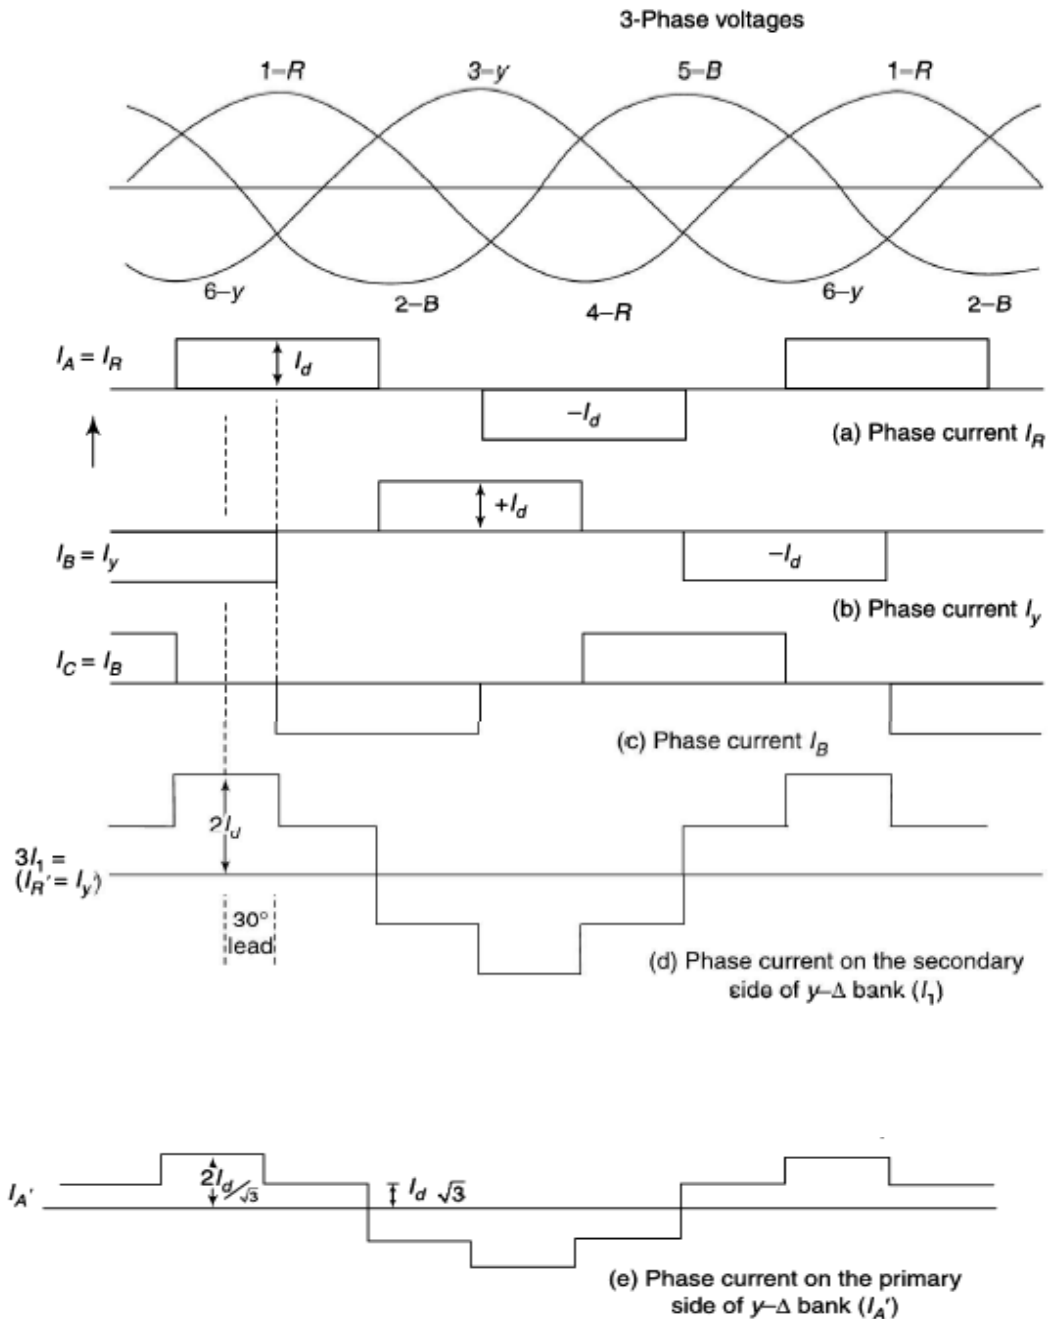 3-Phase voltages
1–R
3–y
5–B
1–R
6–y
2–B
4–R
6–y
2–B
I_A = I_R
I_d
–I_d
(a) Phase current I_R
+I_d
I_B = I_y
–I_d
(b) Phase current I_y
I_C = I_B
(c) Phase current I_B
2I_d
3I_1 =
(I_R' = I_y')
30°
lead
(d) Phase current on the secondary
side of y–Δ bank (I_1)
I_A'
2I_d/√3
I_d √3
(e) Phase current on the primary
side of y–Δ bank (I_A')